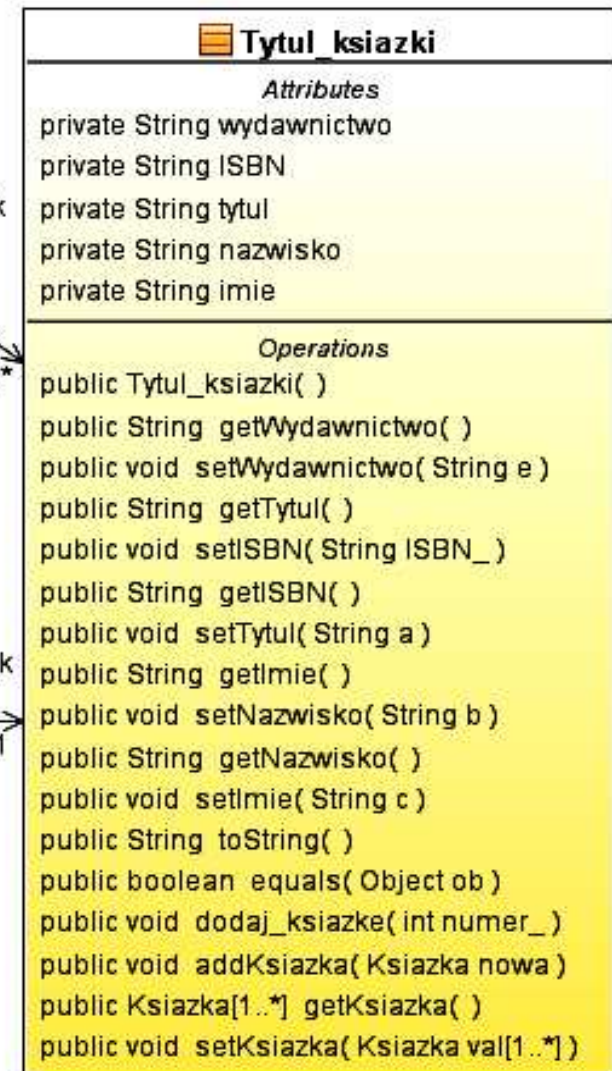 Tytul_ksiazki
Attributes
private String wydawnictwo
private String ISBN
private String tytul
private String nazwisko
private String imie
Operations
public Tytul_ksiazki( )
public String getWydawnictwo( )
public void setWydawnictwo( String e )
public String getTytul( )
public void setISBN( String ISBN_ )
public String getISBN( )
public void setTytul( String a )
public String getImie( )
public void setNazwisko( String b )
public String getNazwisko( )
public void setImie( String c )
public String toString( )
public boolean equals( Object ob )
public void dodaj_ksiazke( int numer_ )
public void addKsiazka( Ksiazka nowa )
public Ksiazka[1..*] getKsiazka( )
public void setKsiazka( Ksiazka val[1..*] )
k
*
k